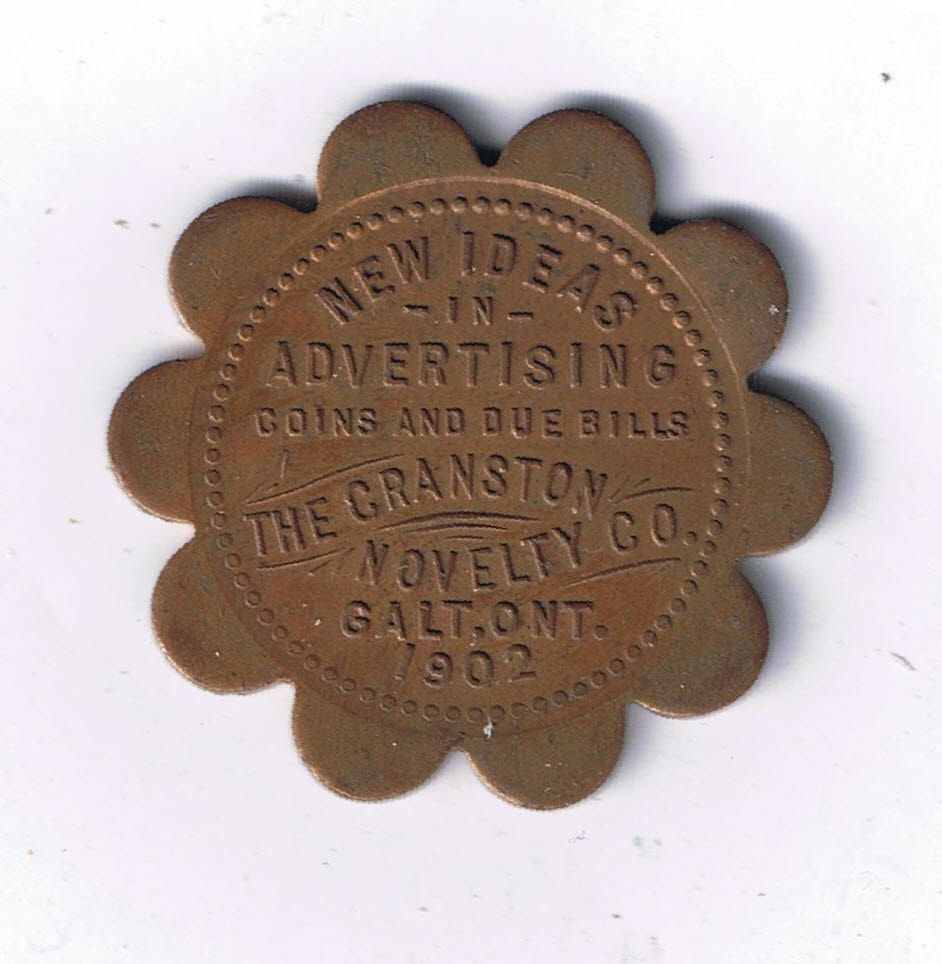 NEW IDEAS
-IN-
ADVERTISING
COINS AND DUE BILLS
THE CRANSTON
NOVELTY CO.
GALT, ONT.
1902